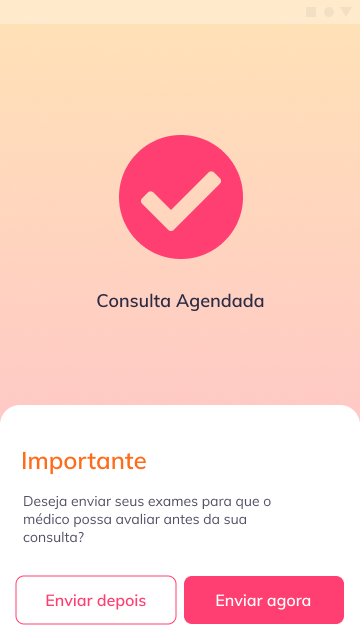 Consulta Agendada
Importante
Deseja enviar seus exames para que o
médico possa avaliar antes da sua
consulta?
Enviar depois
Enviar agora